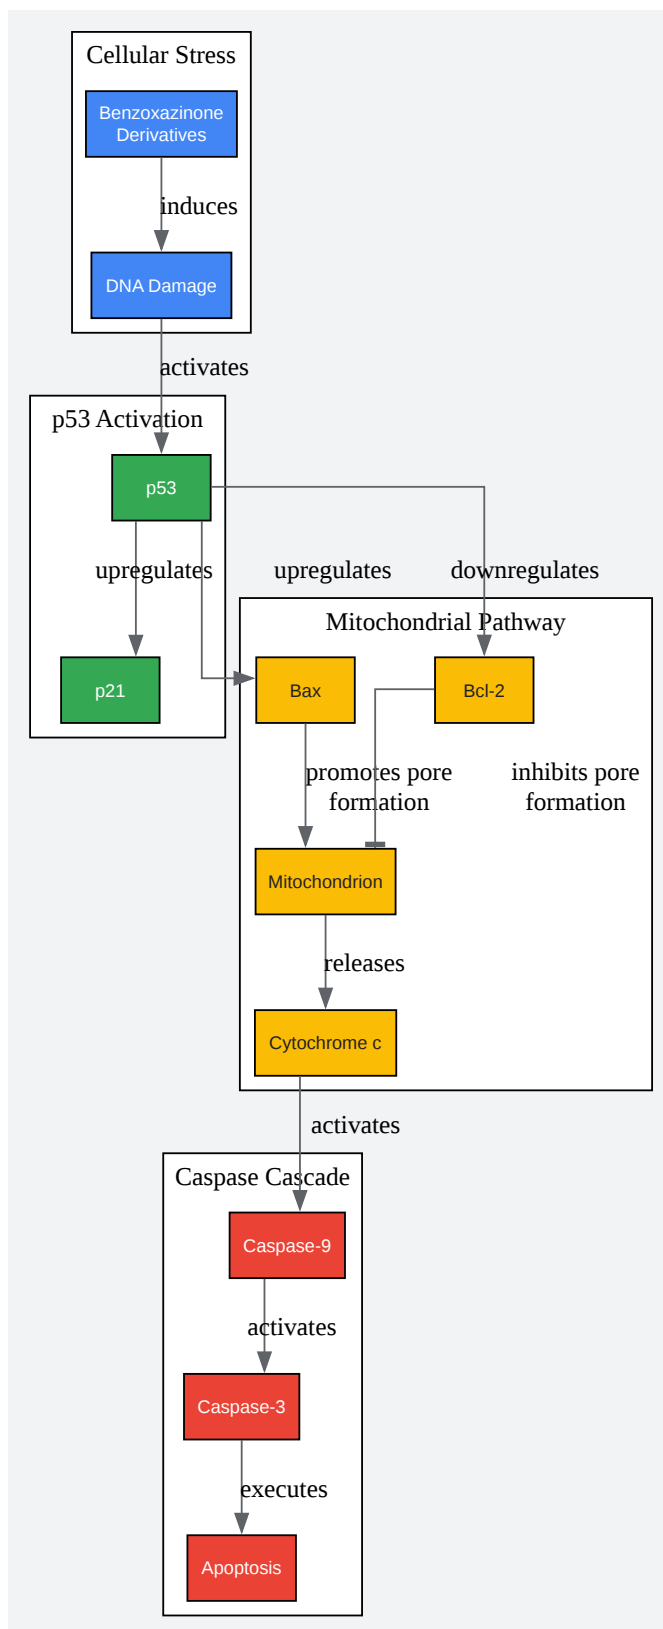 Cellular Stress
Benzoxazinone
Derivatives
induces
DNA Damage
activates
p53 Activation
p53
upregulates
upregulates
downregulates
Mitochondrial Pathway
p21
Bax
Bcl-2
promotes pore
formation
inhibits pore
formation
Mitochondrion
releases
Cytochrome c
activates
Caspase Cascade
Caspase-9
activates
Caspase-3
executes
Apoptosis